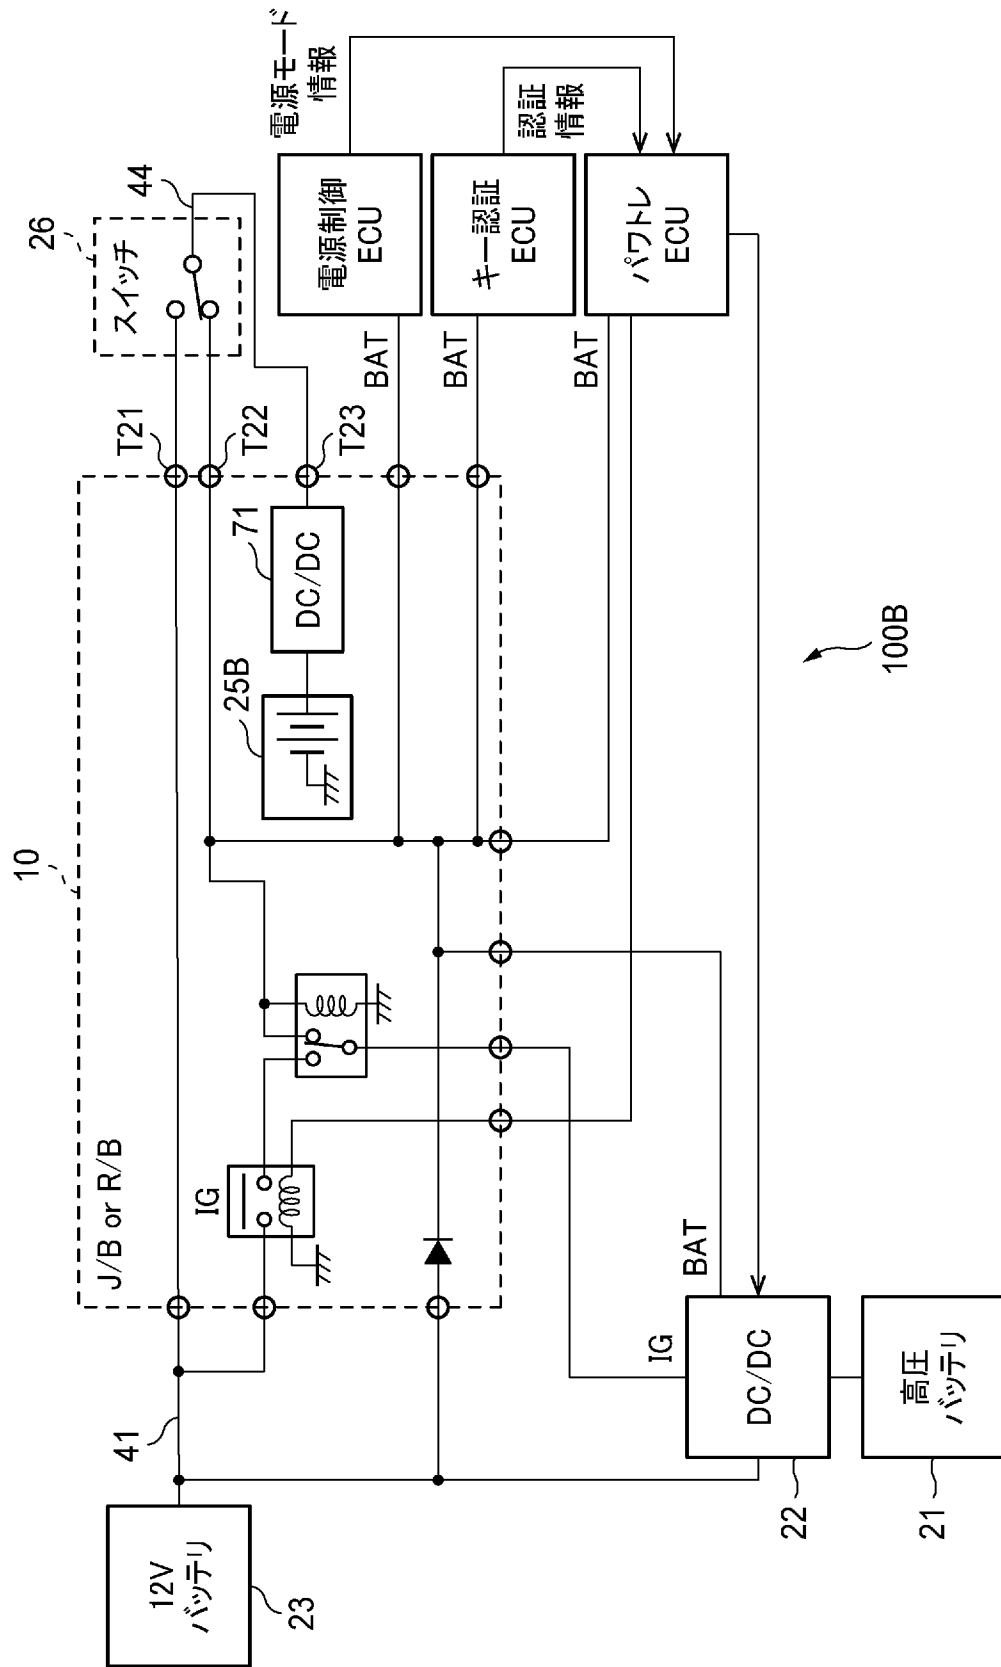 10
J/B or R/B
26
スイッチ
44
T21
T22
T23
電源モード
情報
認証
情報
電源制御
ECU
キー認証
ECU
パワトレ
ECU
BAT
BAT
BAT
71
DC/DC
25B
IG
41
12V
バッテリ
23
IG
BAT
DC/DC
22
高圧
バッテリ
21
100B